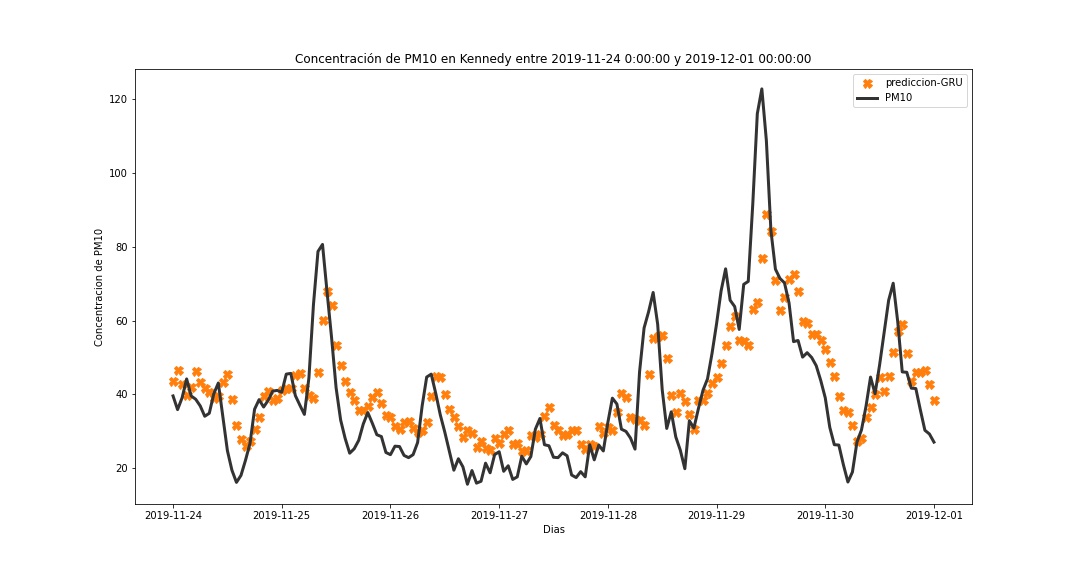 Concentración de PM10 en Kennedy entre 2019-11-24 0:00:00 y 2019-12-01 00:00:00
prediccion-GRU
PM10
Concentracion de PM10
120
100
80
60
40
20
2019-11-24 2019-11-25 2019-11-26 2019-11-27 2019-11-28 2019-11-29 2019-11-30 2019-12-01
Dias